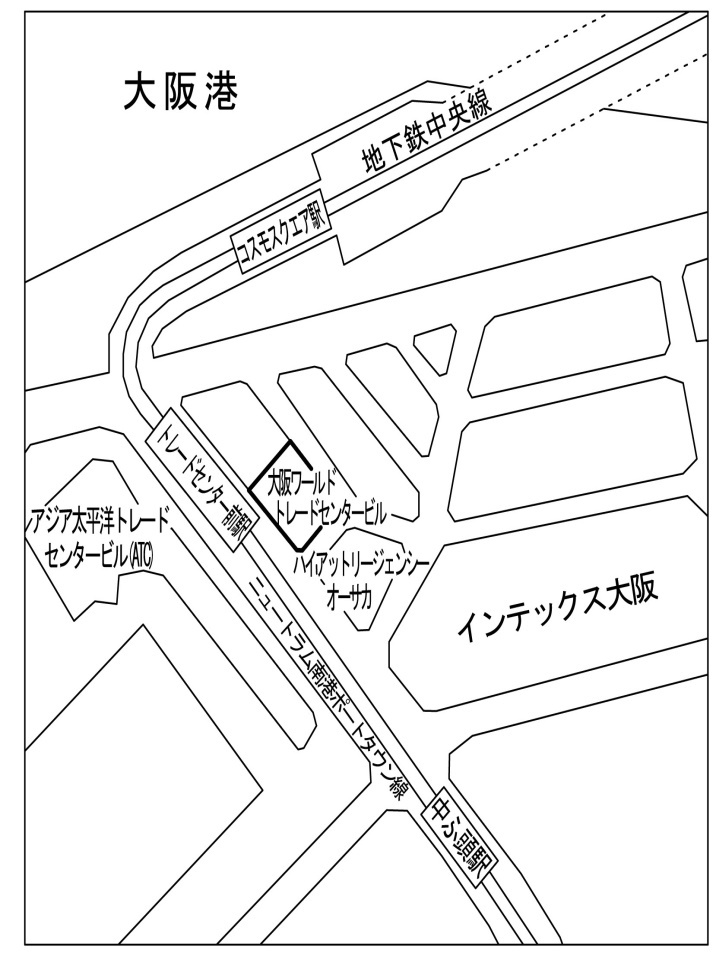 大阪港
地下鉄中央線
コスモスクエア駅
トレードセンター前駅
大阪ワールド
トレードセンタービル
アジア太平洋トレード
センタービル(ATC)
ハイアットリージェンシー
オーサカ
インテックス大阪
ニュートラム南港ポートタウン線
中ふ頭駅